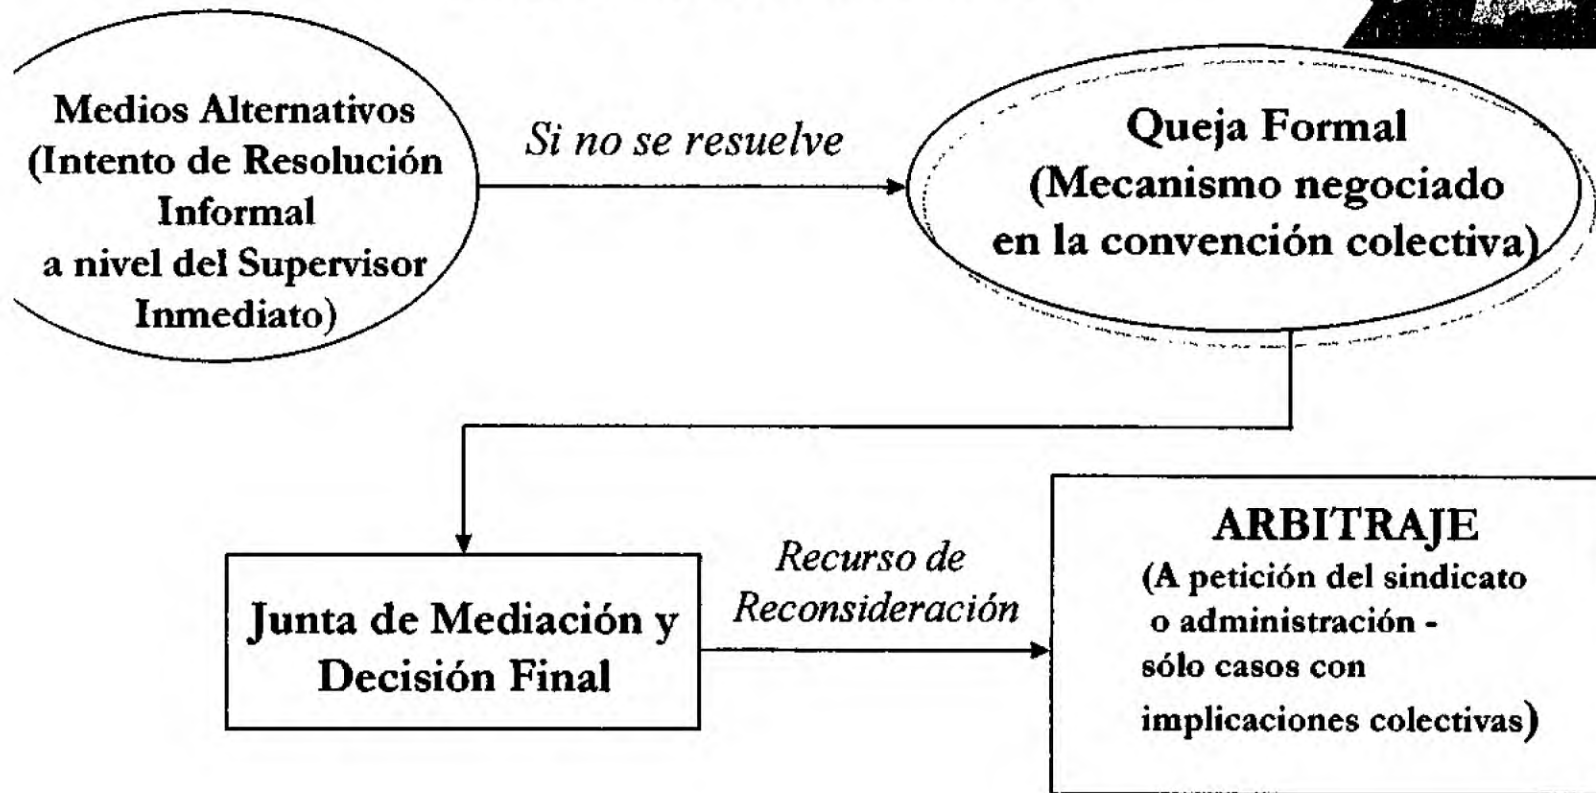 Medios Alternativos
(Intento de Resolución
Informal
a nivel del Supervisor
Inmediato)
Si no se resuelve
Queja Formal
(Mecanismo negociado
en la convención colectiva)
Junta de Mediación y
Decisión Final
Recurso de
Reconsideración
ARBITRAJE
(A petición del sindicato
o administración -
sólo casos con
implicaciones colectivas)